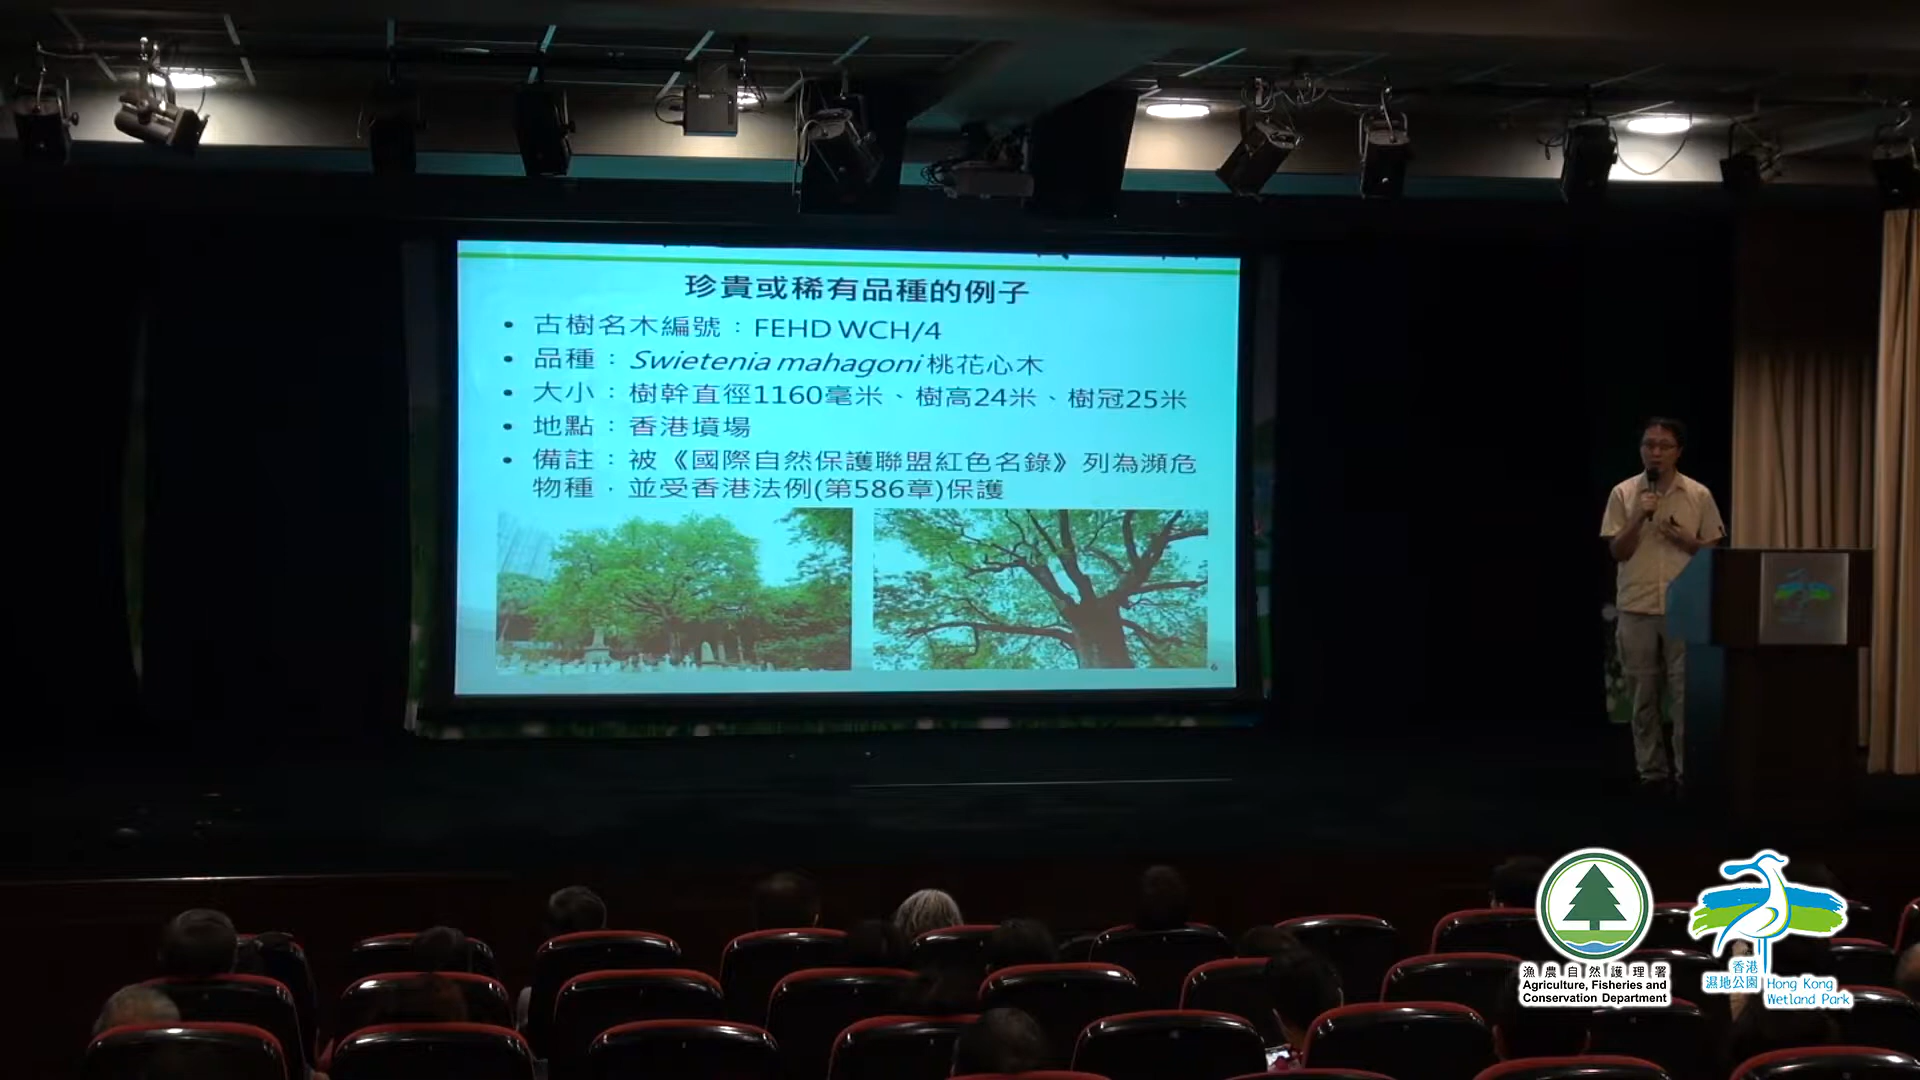 珍貴或稀有品種的例子
• 古樹名木編號：FEHD WCH/4
• 品種：Swietenia mahagoni 桃花心木
• 大小：樹幹直徑1160毫米、樹高24米、樹冠25米
• 地點：香港墳場
• 備註：被《國際自然保護聯盟紅色名錄》列為瀕危
物種，並受香港法例(第586章)保護
6
漁農自然護理署
Agriculture, Fisheries and
Conservation Department
香港
濕地公園
Hong Kong
Wetland Park